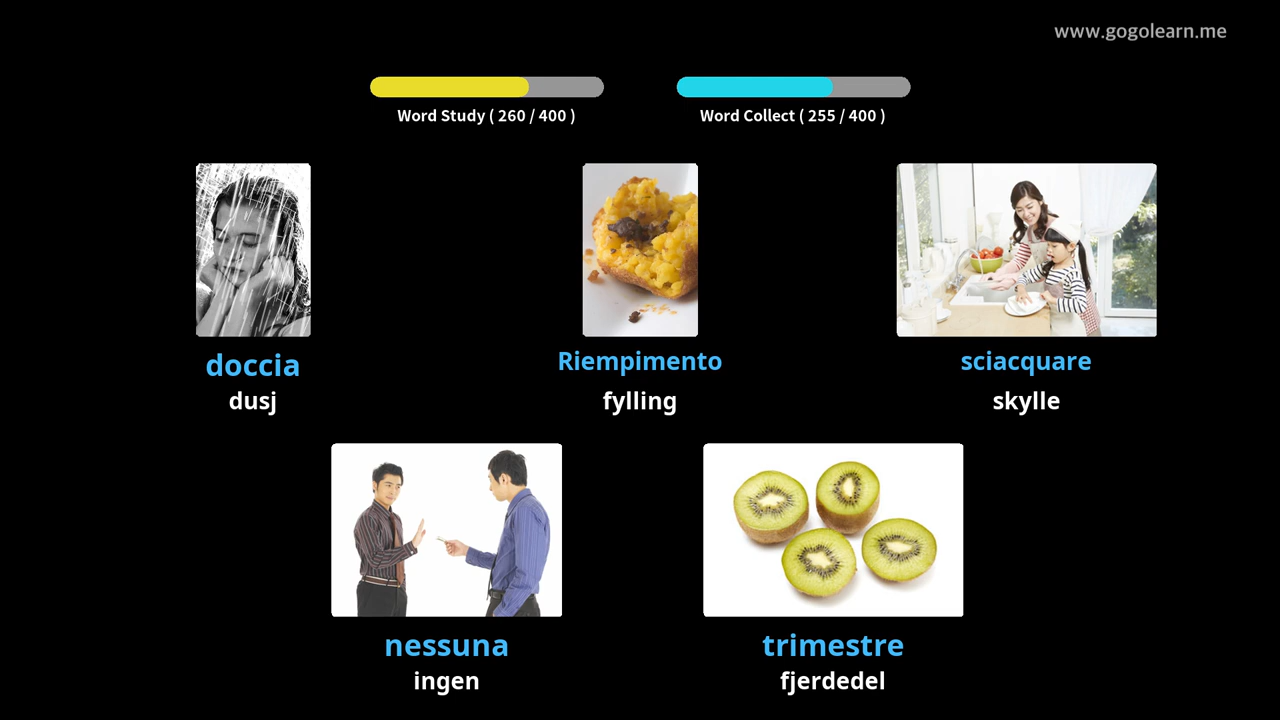 www.gogolearn.me
Word Study ( 260 / 400 )
Word Collect ( 255 / 400 )
doccia
dusj
Riempimento
fylling
sciacquare
skylle
nessuna
ingen
trimestre
fjerdedel